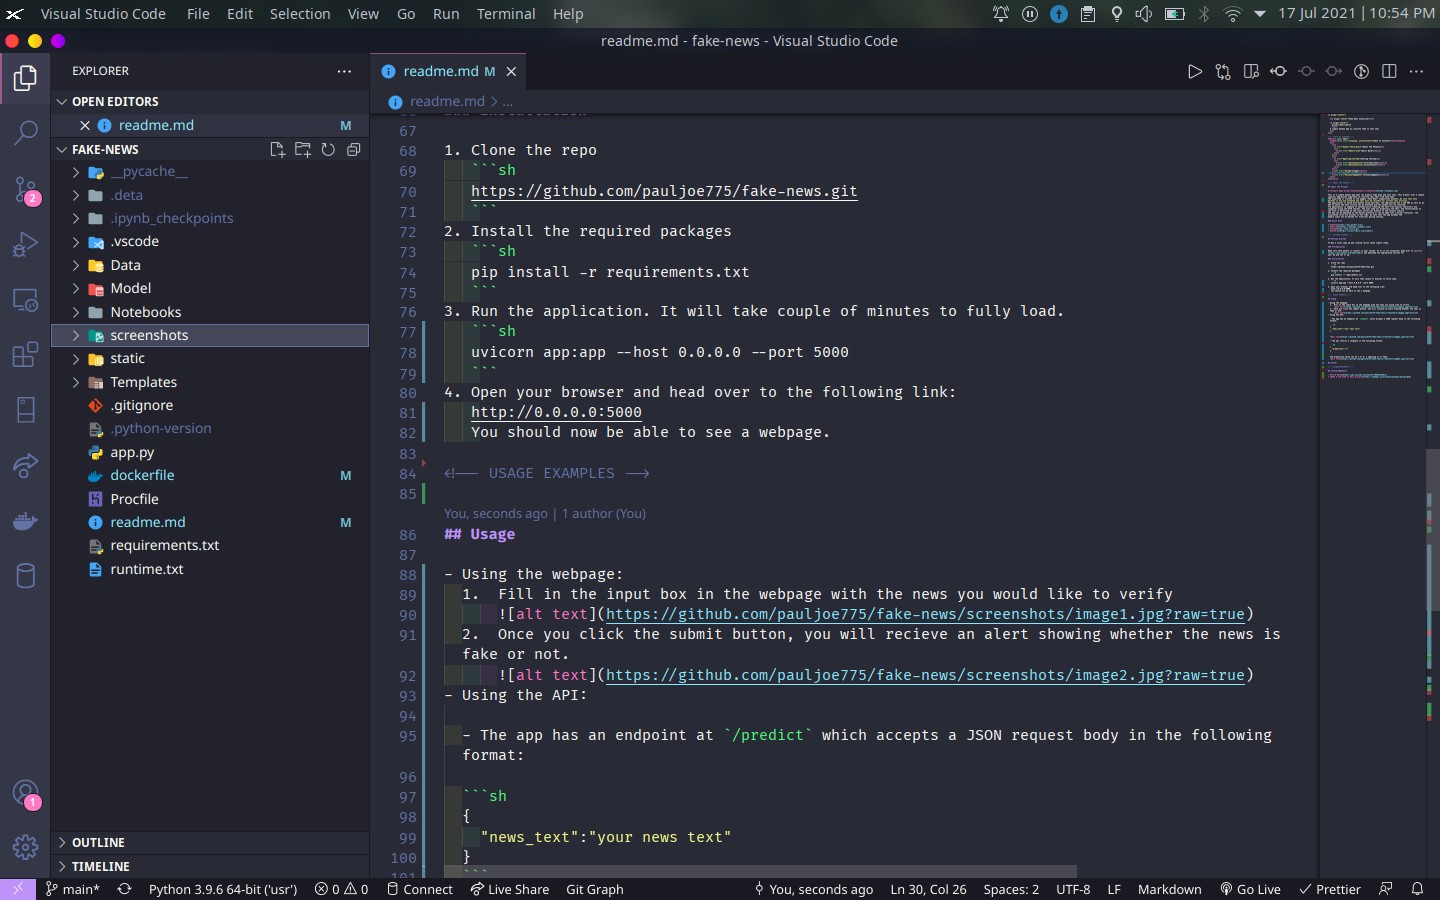 Visual Studio Code File Edit Selection View Go Run Terminal Help 17 Jul 2021 | 10:54 PM
readme.md - fake-news - Visual Studio Code
EXPLORER
readme.md M
OPEN EDITORS
readme.md > ...
readme.md M
FAKE-NEWS
__pycache__
.deta
.ipynb_checkpoints
.vscode
Data
Model
Notebooks
screenshots
static
Templates
.gitignore
.python-version
app.py
dockerfile M
Procfile
readme.md M
requirements.txt
runtime.txt
OUTLINE
TIMELINE
2
1
67
68 1. Clone the repo
69 ```sh
70 https://github.com/pauljoe775/fake-news.git
71 ```
72 2. Install the required packages
73 ```sh
74 pip install -r requirements.txt
75 ```
76 3. Run the application. It will take couple of minutes to fully load.
77 ```sh
78 uvicorn app:app --host 0.0.0.0 --port 5000
79 ```
80 4. Open your browser and head over to the following link:
81 http://0.0.0.0:5000
82 You should now be able to see a webpage.
83
84 <!-- USAGE EXAMPLES -->
85
You, seconds ago | 1 author (You)
86 ## Usage
87
88 - Using the webpage:
89 1. Fill in the input box in the webpage with the news you would like to verify
90 ![alt text](https://github.com/pauljoe775/fake-news/screenshots/image1.jpg?raw=true)
91 2. Once you click the submit button, you will recieve an alert showing whether the news is
fake or not.
92 ![alt text](https://github.com/pauljoe775/fake-news/screenshots/image2.jpg?raw=true)
93 - Using the API:
94
95 - The app has an endpoint at `/predict` which accepts a JSON request body in the following
format:
96
97 ```sh
98 {
99 "news_text":"your news text"
100 }
101 ```
main* Python 3.9.6 64-bit ('usr') 0 0 Connect Live Share Git Graph You, seconds ago Ln 30, Col 26 Spaces: 2 UTF-8 LF Markdown Go Live Prettier